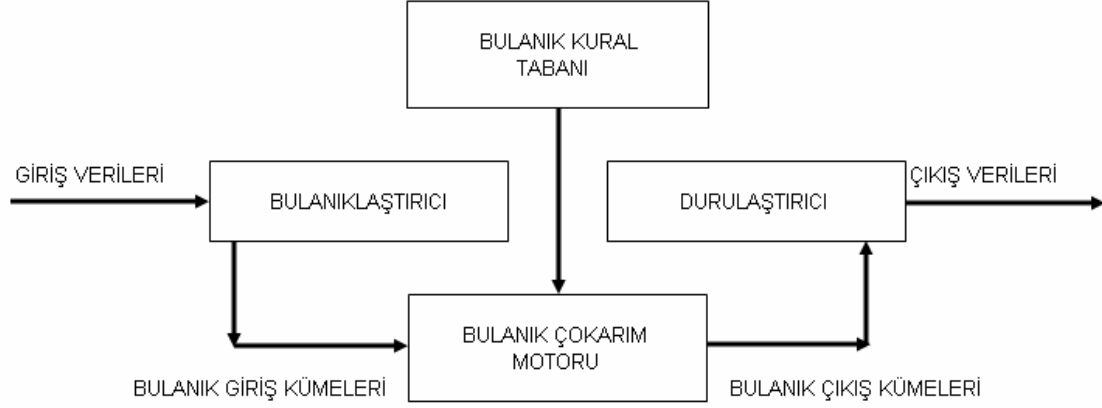 BULANIK KURAL
TABANI
GİRİŞ VERİLERİ
BULANIKLAŞTIRICI
DURULAŞTIRICI
ÇIKIŞ VERİLERİ
BULANIK ÇOKARIM
MOTORU
BULANIK GİRİŞ KÜMELERİ
BULANIK ÇIKIŞ KÜMELERİ